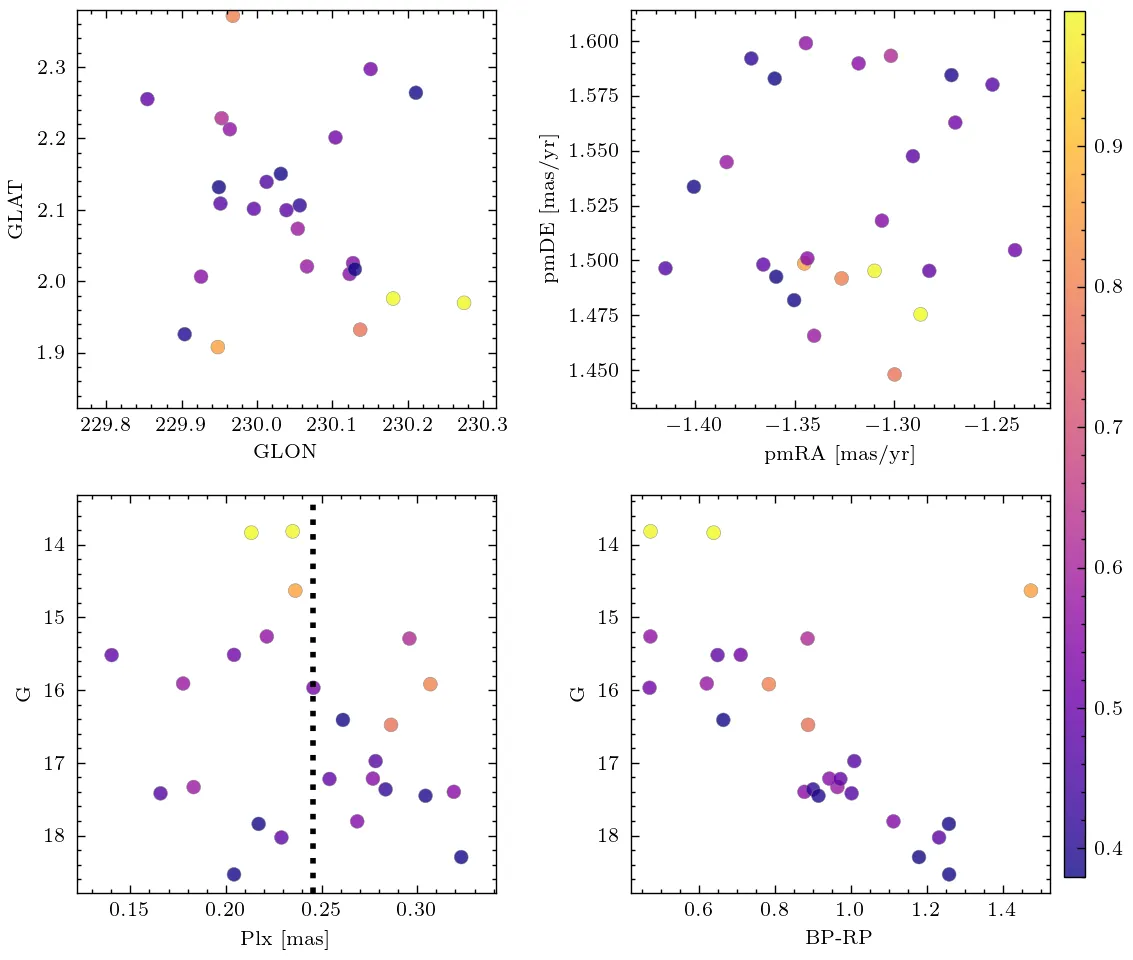 2.3
2.2
2.1
2.0
1.9
GLAT
229.8 229.9 230.0 230.1 230.2 230.3
GLON
1.600
1.575
1.550
1.525
1.500
1.475
1.450
pmDE [mas/yr]
−1.40 −1.35 −1.30 −1.25
pmRA [mas/yr]
14
15
16
17
18
G
0.15 0.20 0.25 0.30
Plx [mas]
14
15
16
17
18
G
0.6 0.8 1.0 1.2 1.4
BP-RP
0.9
0.8
0.7
0.6
0.5
0.4